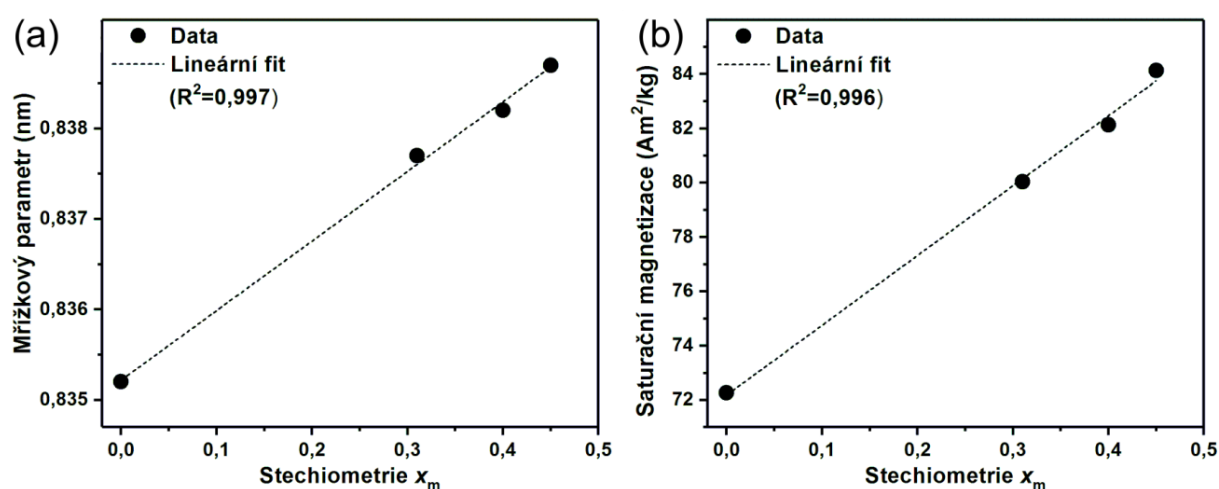 (a)
Data
Lineární fit
(R²=0,997)
Mřížkový parametr (nm)
0,838
0,837
0,836
0,835
0,0 0,1 0,2 0,3 0,4 0,5
Stechiometrie xₘ
(b)
Data
Lineární fit
(R²=0,996)
Saturační magnetizace (Am²/kg)
84
82
80
78
76
74
72
0,0 0,1 0,2 0,3 0,4 0,5
Stechiometrie xₘ